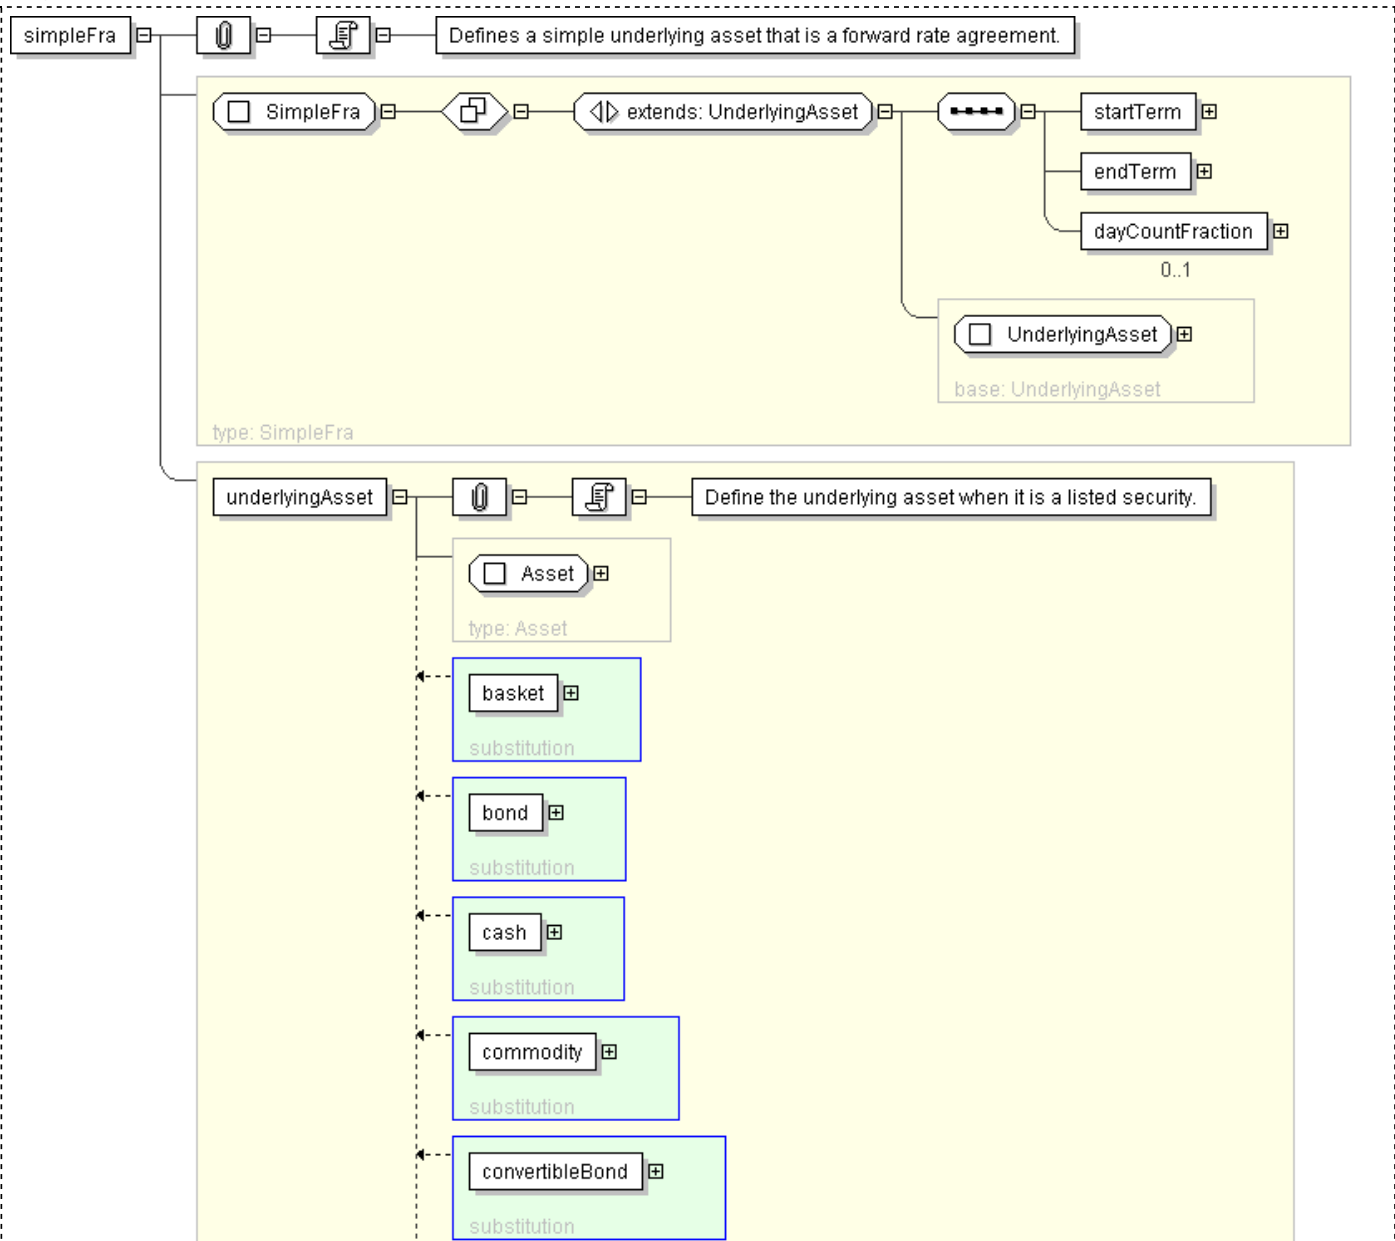 simpleFra
Defines a simple underlying asset that is a forward rate agreement.
SimpleFra
extends: UnderlyingAsset
startTerm
endTerm
dayCountFraction
0..1
UnderlyingAsset
base: UnderlyingAsset
type: SimpleFra
underlyingAsset
Define the underlying asset when it is a listed security.
Asset
type: Asset
basket
substitution
bond
substitution
cash
substitution
commodity
substitution
convertibleBond
substitution